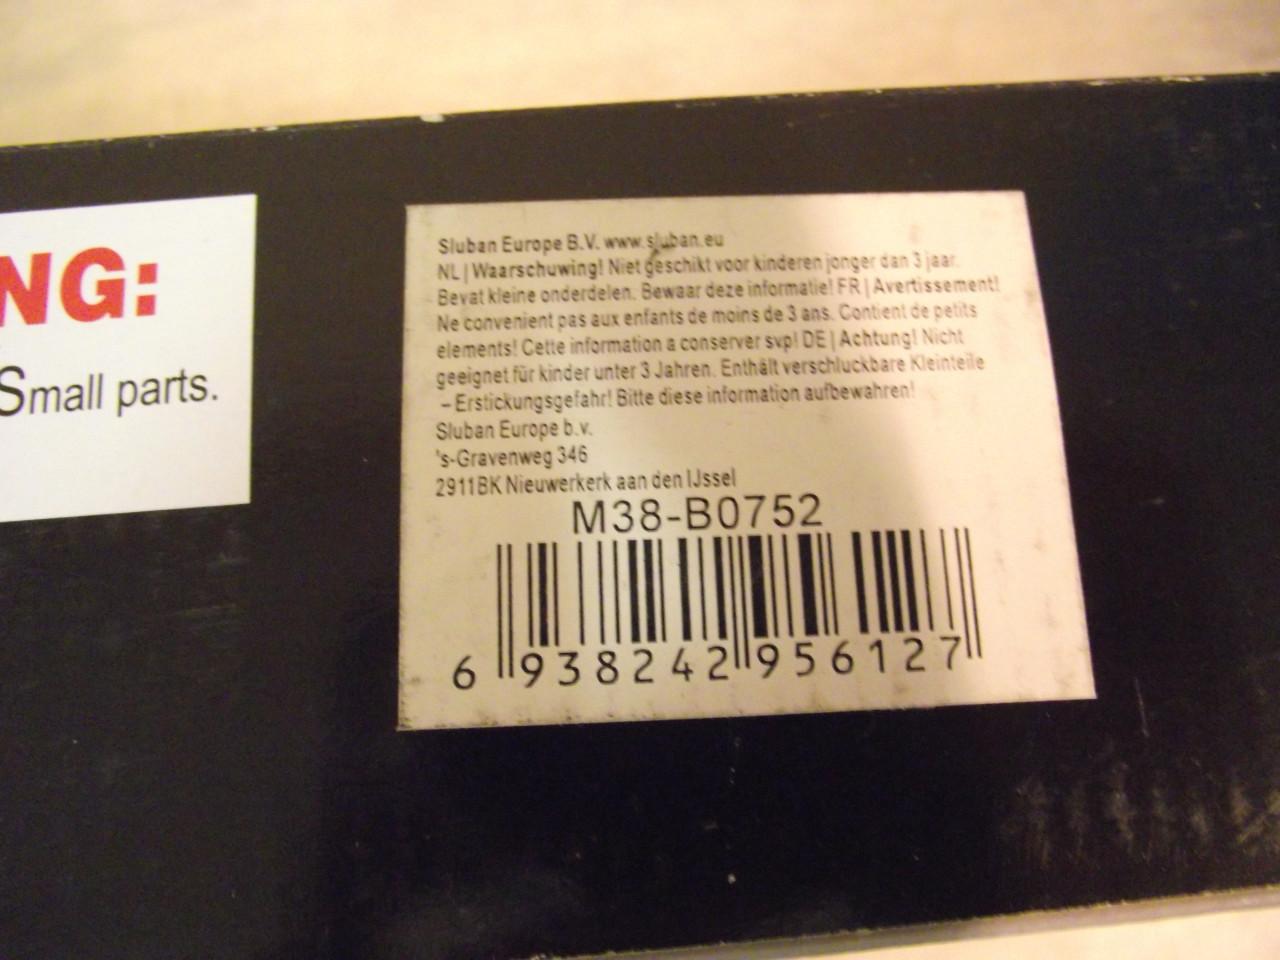 NG:
Small parts.
Sluban Europe B.V. www.sluban.eu
NL | Waarschuwing! Niet geschikt voor kinderen jonger dan 3 jaar.
Bevat kleine onderdelen. Bewaar deze informatie! FR | Avertissement!
Ne convenient pas aux enfants de moins de 3 ans. Contient de petits
elements! Cette information a conserver svp! DE | Achtung! Nicht
geeignet für kinder unter 3 Jahren. Enthält verschluckbare Kleinteile
– Erstickungsgefahr! Bitte diese information aufbewahren!
Sluban Europe b.v.
's-Gravenweg 346
2911BK Nieuwerkerk aan den IJssel
M38-B0752
6 938242 956127